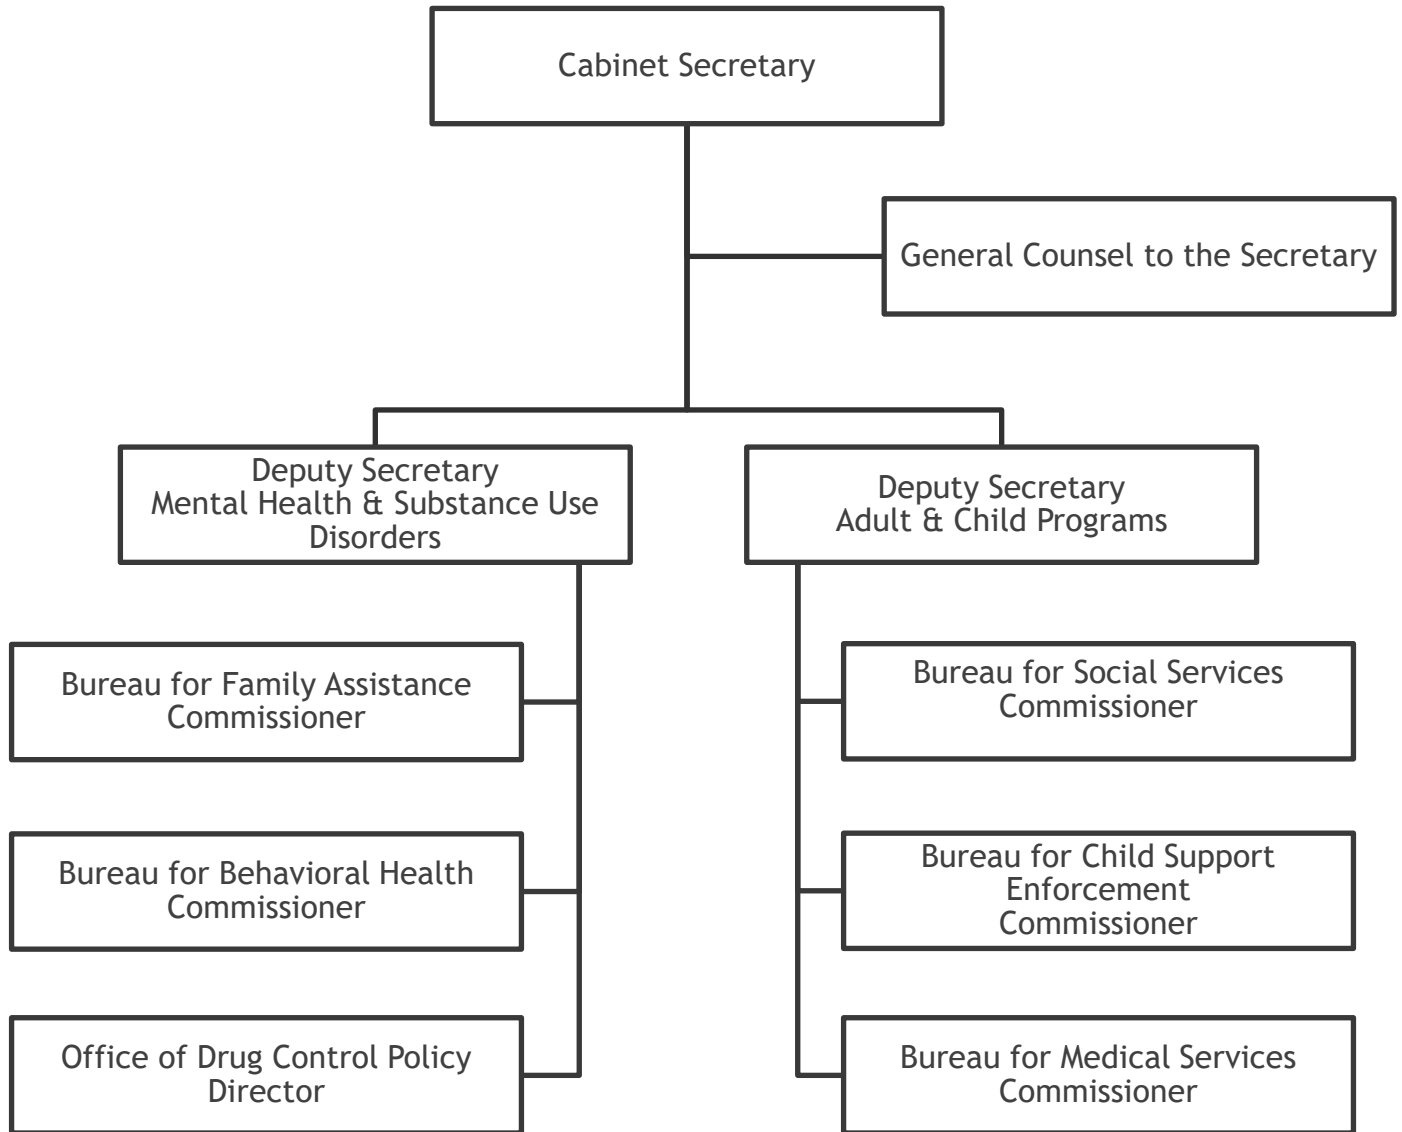 Cabinet Secretary
General Counsel to the Secretary
Deputy Secretary
Mental Health & Substance Use
Disorders
Deputy Secretary
Adult & Child Programs
Bureau for Family Assistance
Commissioner
Bureau for Social Services
Commissioner
Bureau for Behavioral Health
Commissioner
Bureau for Child Support
Enforcement
Commissioner
Office of Drug Control Policy
Director
Bureau for Medical Services
Commissioner